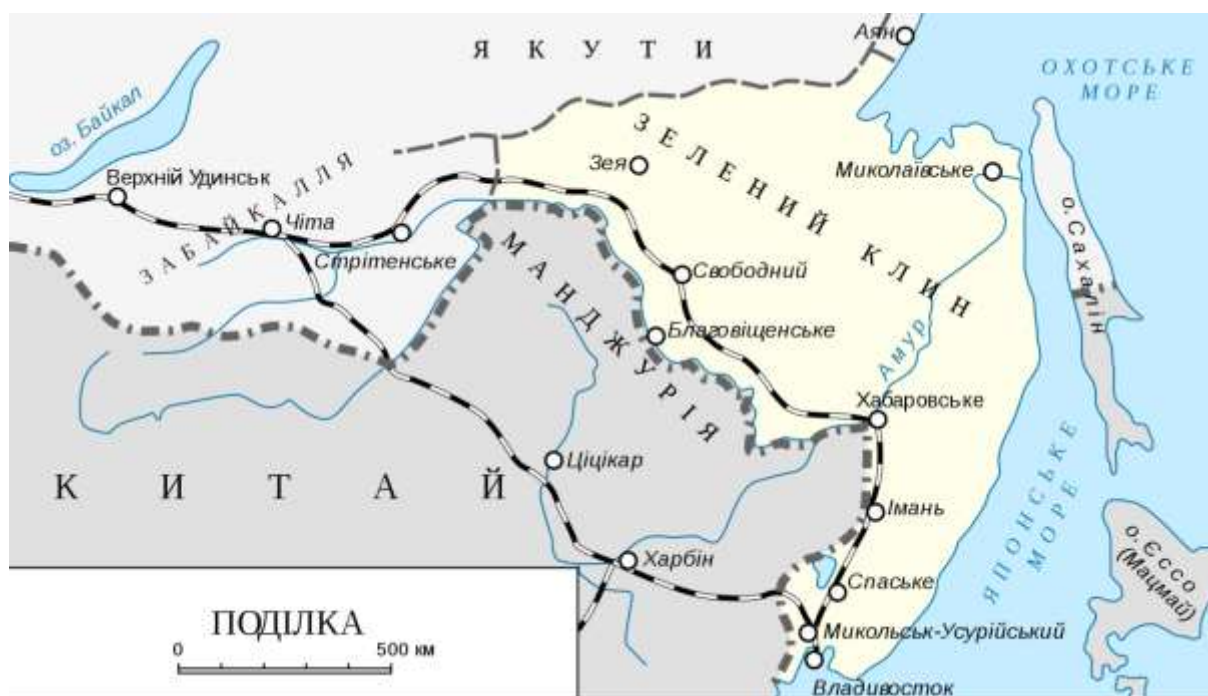 ЯКУТИ
Аян
ОХОТСЬКЕ
МОРЕ
оз. Байкал
ЗЕЛЕНИЙ КЛИН
Зея
Миколаївське
Верхній Удинськ
ЗАБАЙКАЛЛЯ
Чіта
Стрітенське
о. Сахалін
МАНДЖУРІЯ
Свободний
Благовіщенське
Амур
Хабаровське
КИТАЙ
Ціцікар
Імань
ЯПОНСЬКЕ
МОРЕ
о. Єссо
(Мацмай)
Харбін
Спаське
ПОДІЛКА
0 500 км
Микольськ-Усурійський
Владивосток